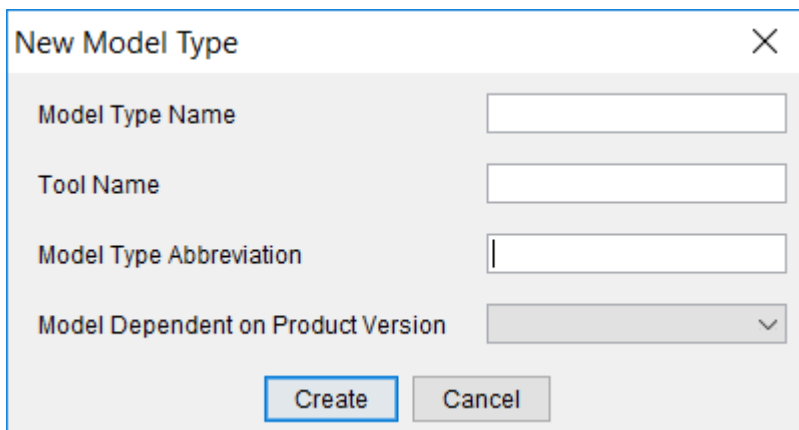 New Model Type
Model Type Name
Tool Name
Model Type Abbreviation
Model Dependent on Product Version
Create Cancel